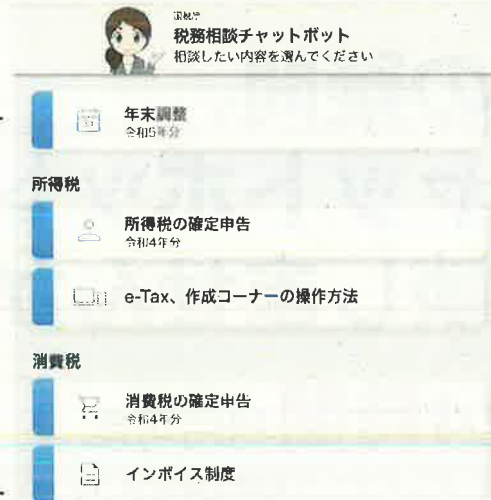 国税庁
税務相談チャットボット
相談したい内容を選んでください
年末調整
令和5年分
所得税
所得税の確定申告
令和4年分
e-Tax、作成コーナーの操作方法
消費税
消費税の確定申告
令和4年分
インボイス制度